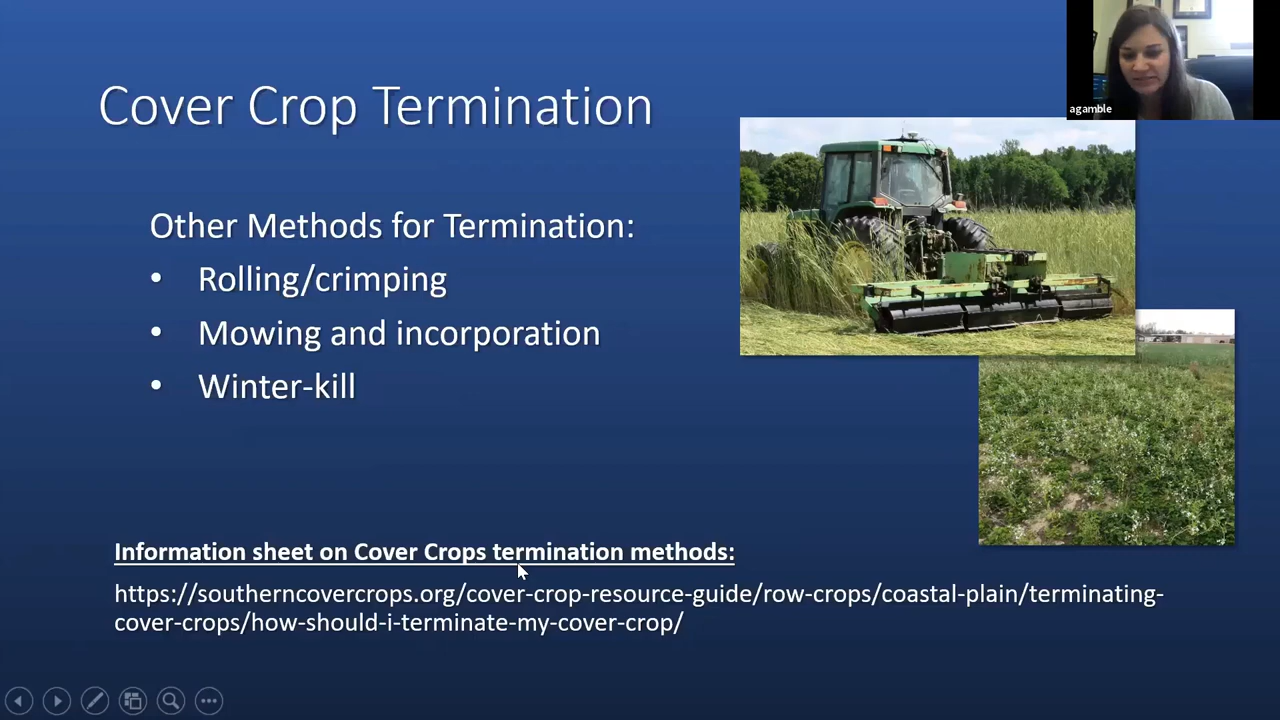 agamble
Cover Crop Termination
Other Methods for Termination:
• Rolling/crimping
• Mowing and incorporation
• Winter-kill
Information sheet on Cover Crops termination methods:
https://southerncovercrops.org/cover-crop-resource-guide/row-crops/coastal-plain/terminating-
cover-crops/how-should-i-terminate-my-cover-crop/